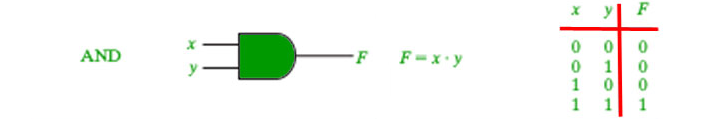 AND
x
y
F
F = x · y
x y F
0 0 0
0 1 0
1 0 0
1 1 1